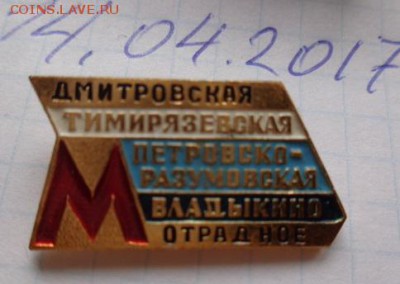 COINS.LAVE.RU
14.04.2017
ДМИТРОВСКАЯ
ТИМИРЯЗЕВСКАЯ
ПЕТРОВСКО-
РАЗУМОВСКАЯ
ВЛАДЫКИНО
ОТРАДНОЕ
М